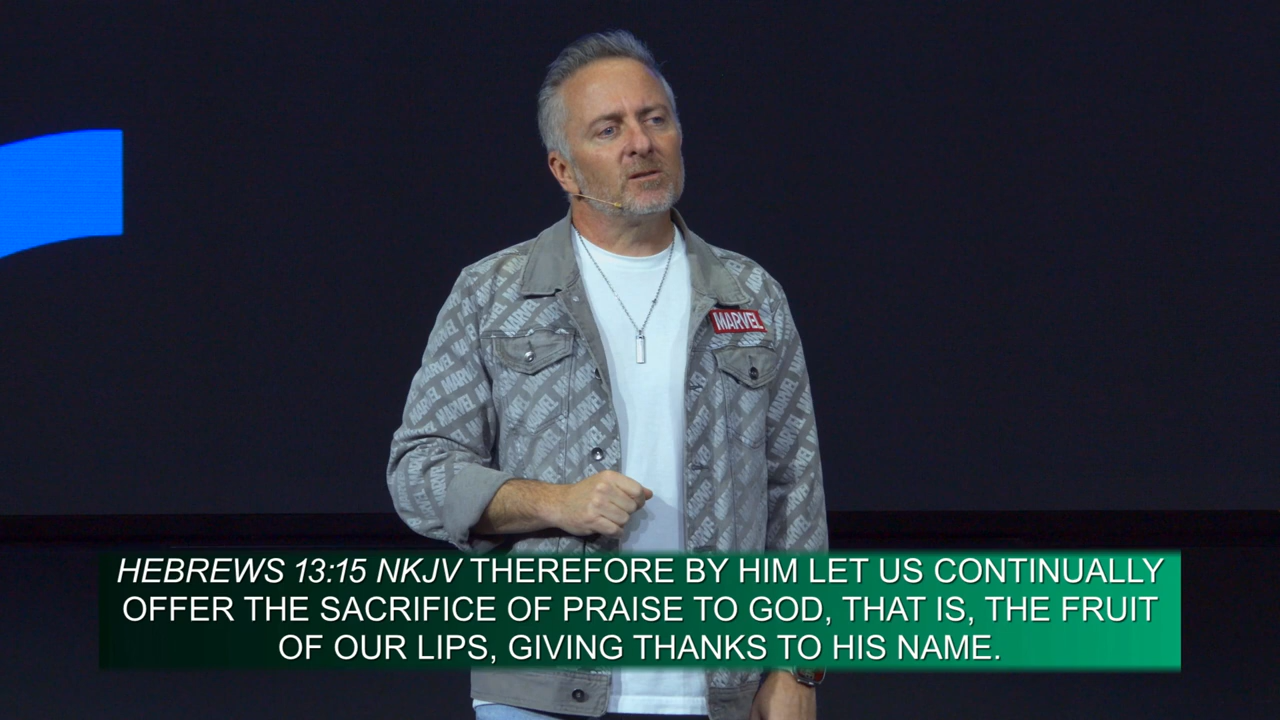 MARVEL
HEBREWS 13:15 NKJV THEREFORE BY HIM LET US CONTINUALLY
OFFER THE SACRIFICE OF PRAISE TO GOD, THAT IS, THE FRUIT
OF OUR LIPS, GIVING THANKS TO HIS NAME.